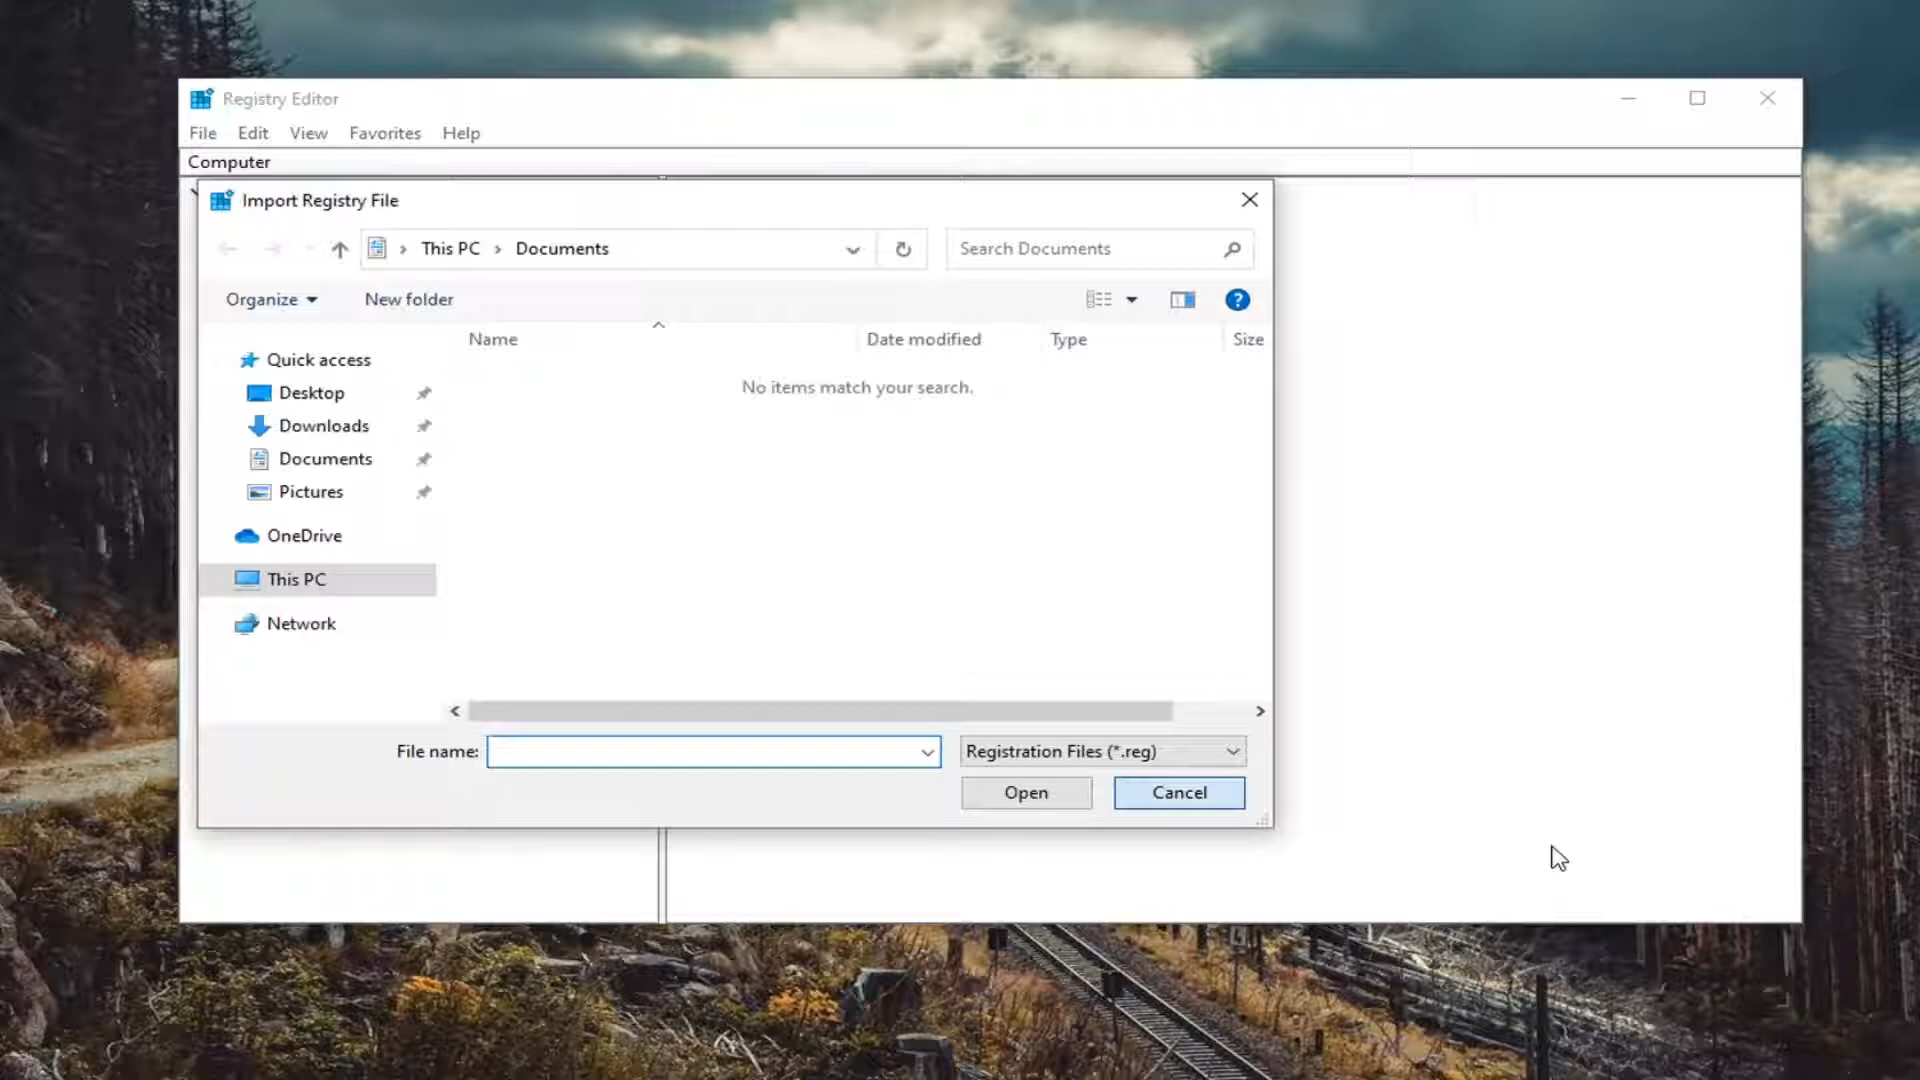 Registry Editor
File Edit View Favorites Help
Computer
Import Registry File
This PC Documents
Search Documents
Organize New folder
Name Date modified Type Size
No items match your search.
Quick access
Desktop
Downloads
Documents
Pictures
OneDrive
This PC
Network
File name: Registration Files (*.reg)
Open Cancel